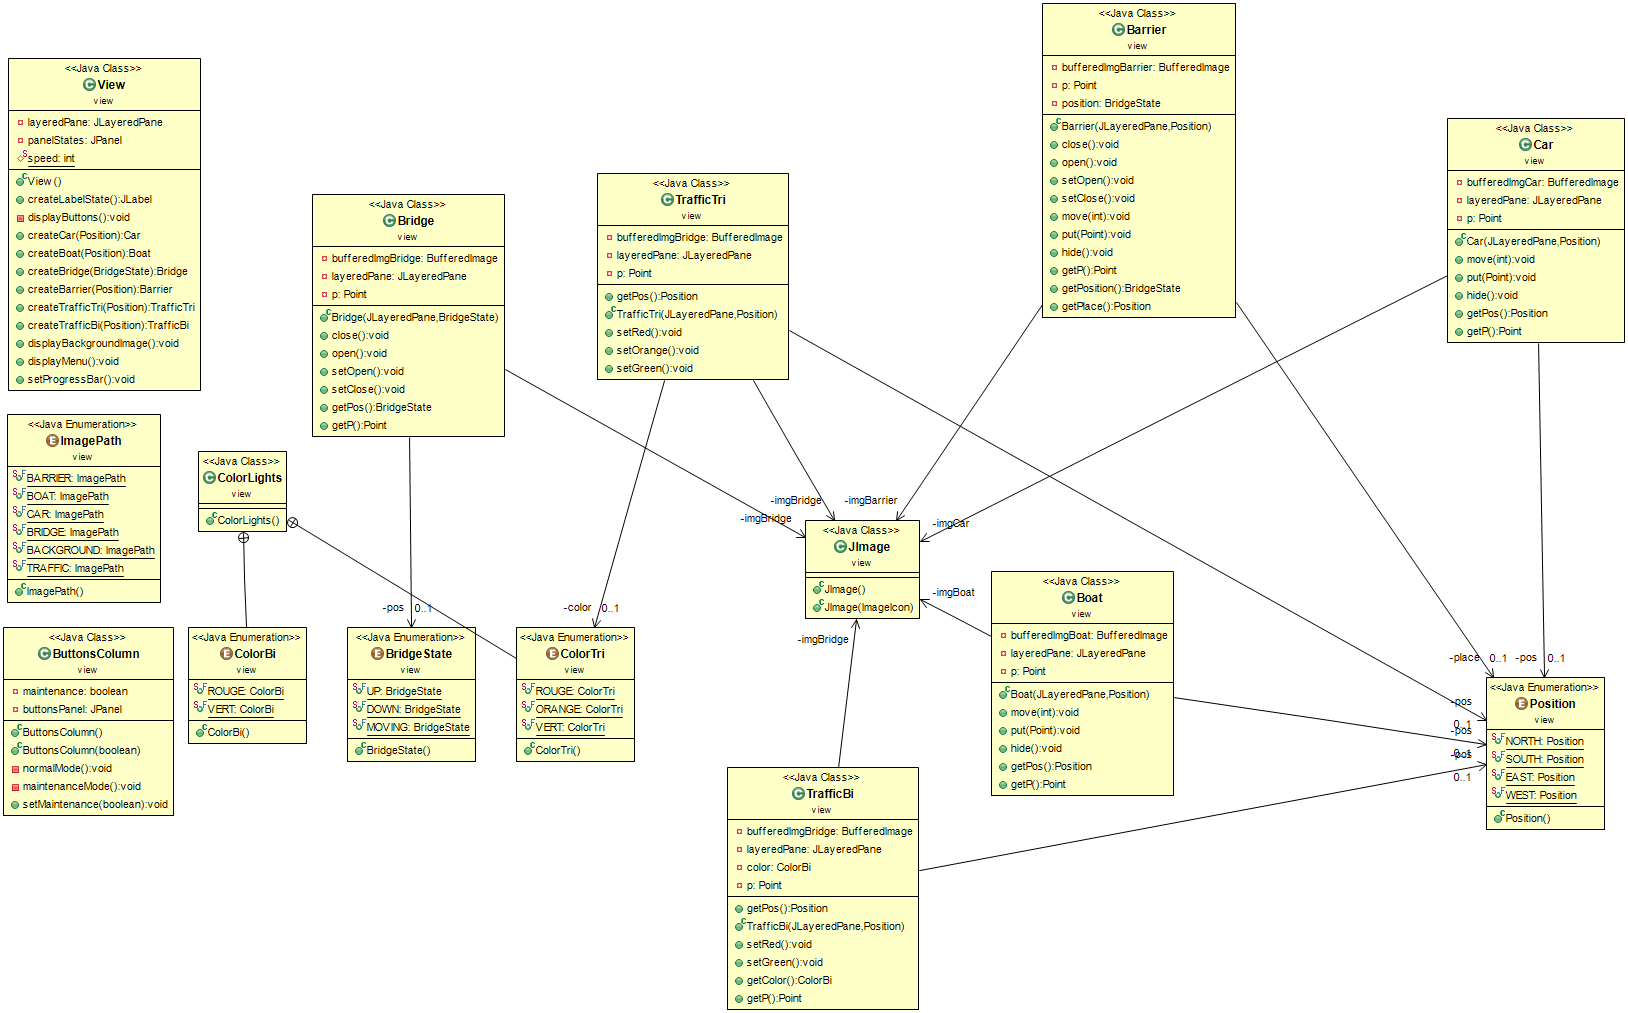 <<Java Class>>
View
view
layeredPane: JLayeredPane
panelStates: JPanel
speed: int
View()
createLabelState():JLabel
displayButtons():void
createCar(Position):Car
createBoat(Position):Boat
createBridge(BridgeState):Bridge
createBarrier(Position):Barrier
createTrafficTri(Position):TrafficTri
createTrafficBi(Position):TrafficBi
displayBackgroundImage():void
displayMenu():void
setProgressBar():void
<<Java Enumeration>>
ImagePath
view
BARRIER: ImagePath
BOAT: ImagePath
CAR: ImagePath
BRIDGE: ImagePath
BACKGROUND: ImagePath
TRAFFIC: ImagePath
ImagePath()
<<Java Class>>
ButtonsColumn
view
maintenance: boolean
buttonsPanel: JPanel
ButtonsColumn()
ButtonsColumn(boolean)
normalMode():void
maintenanceMode():void
setMaintenance(boolean):void
<<Java Class>>
ColorLights
view
ColorLights()
<<Java Enumeration>>
ColorBi
view
ROUGE: ColorBi
VERT: ColorBi
ColorBi()
<<Java Class>>
Bridge
view
bufferedImgBridge: BufferedImage
layeredPane: JLayeredPane
p: Point
Bridge(JLayeredPane,BridgeState)
close():void
open():void
setOpen():void
setClose():void
getPos():BridgeState
getP():Point
-pos
0..1
<<Java Enumeration>>
BridgeState
view
UP: BridgeState
DOWN: BridgeState
MOVING: BridgeState
BridgeState()
<<Java Class>>
TrafficTri
view
bufferedImgBridge: BufferedImage
layeredPane: JLayeredPane
p: Point
getPos():Position
TrafficTri(JLayeredPane,Position)
setRed():void
setOrange():void
setGreen():void
-color
0..1
<<Java Enumeration>>
ColorTri
view
ROUGE: ColorTri
ORANGE: ColorTri
VERT: ColorTri
ColorTri()
-imgBridge
-imgBarrier
-imgBridge
-imgCar
<<Java Class>>
JImage
view
JImage()
JImage(ImageIcon)
-imgBoat
-imgBridge
<<Java Class>>
TrafficBi
view
bufferedImgBridge: BufferedImage
layeredPane: JLayeredPane
color: ColorBi
p: Point
getPos():Position
TrafficBi(JLayeredPane,Position)
setRed():void
setGreen():void
getColor():ColorBi
getP():Point
<<Java Class>>
Barrier
view
bufferedImgBarrier: BufferedImage
p: Point
position: BridgeState
Barrier(JLayeredPane,Position)
close():void
open():void
setOpen():void
setClose():void
move(int):void
put(Point):void
hide():void
getP():Point
getPosition():BridgeState
getPlace():Position
<<Java Class>>
Boat
view
bufferedImgBoat: BufferedImage
layeredPane: JLayeredPane
p: Point
Boat(JLayeredPane,Position)
move(int):void
put(Point):void
hide():void
getPos():Position
getP():Point
<<Java Class>>
Car
view
bufferedImgCar: BufferedImage
layeredPane: JLayeredPane
p: Point
Car(JLayeredPane,Position)
move(int):void
put(Point):void
hide():void
getPos():Position
getP():Point
-place
0..1
-pos
0..1
-pos
0..1
-pos
0..1
-pos
0..1
<<Java Enumeration>>
Position
view
NORTH: Position
SOUTH: Position
EAST: Position
WEST: Position
Position()